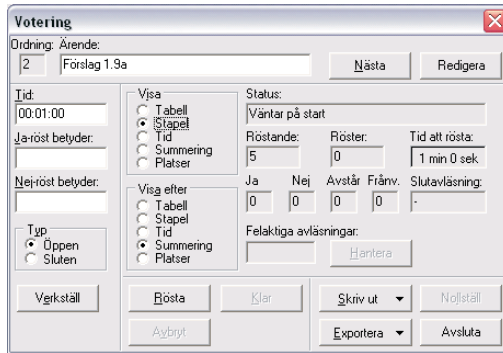 Votering
Ordning: Ärende:
2 Förslag 1.9a Nästa Redigera
Tid:
00:01:00
Ja-röst betyder:
Nej-röst betyder:
Typ
Öppen
Sluten
Verkställ
Visa
Tabell
Stapel
Tid
Summering
Platser
Visa efter
Tabell
Stapel
Tid
Summering
Platser
Status:
Väntar på start
Röstande: Röster: Tid att rösta:
5 0 1 min 0 sek
Ja Nej Avstår Frånv. Slutavläsning:
0 0 0 0 -
Felaktiga avläsningar:
Hantera
Rösta Klar Skriv ut Nollställ
Avbryt Exportera Avsluta